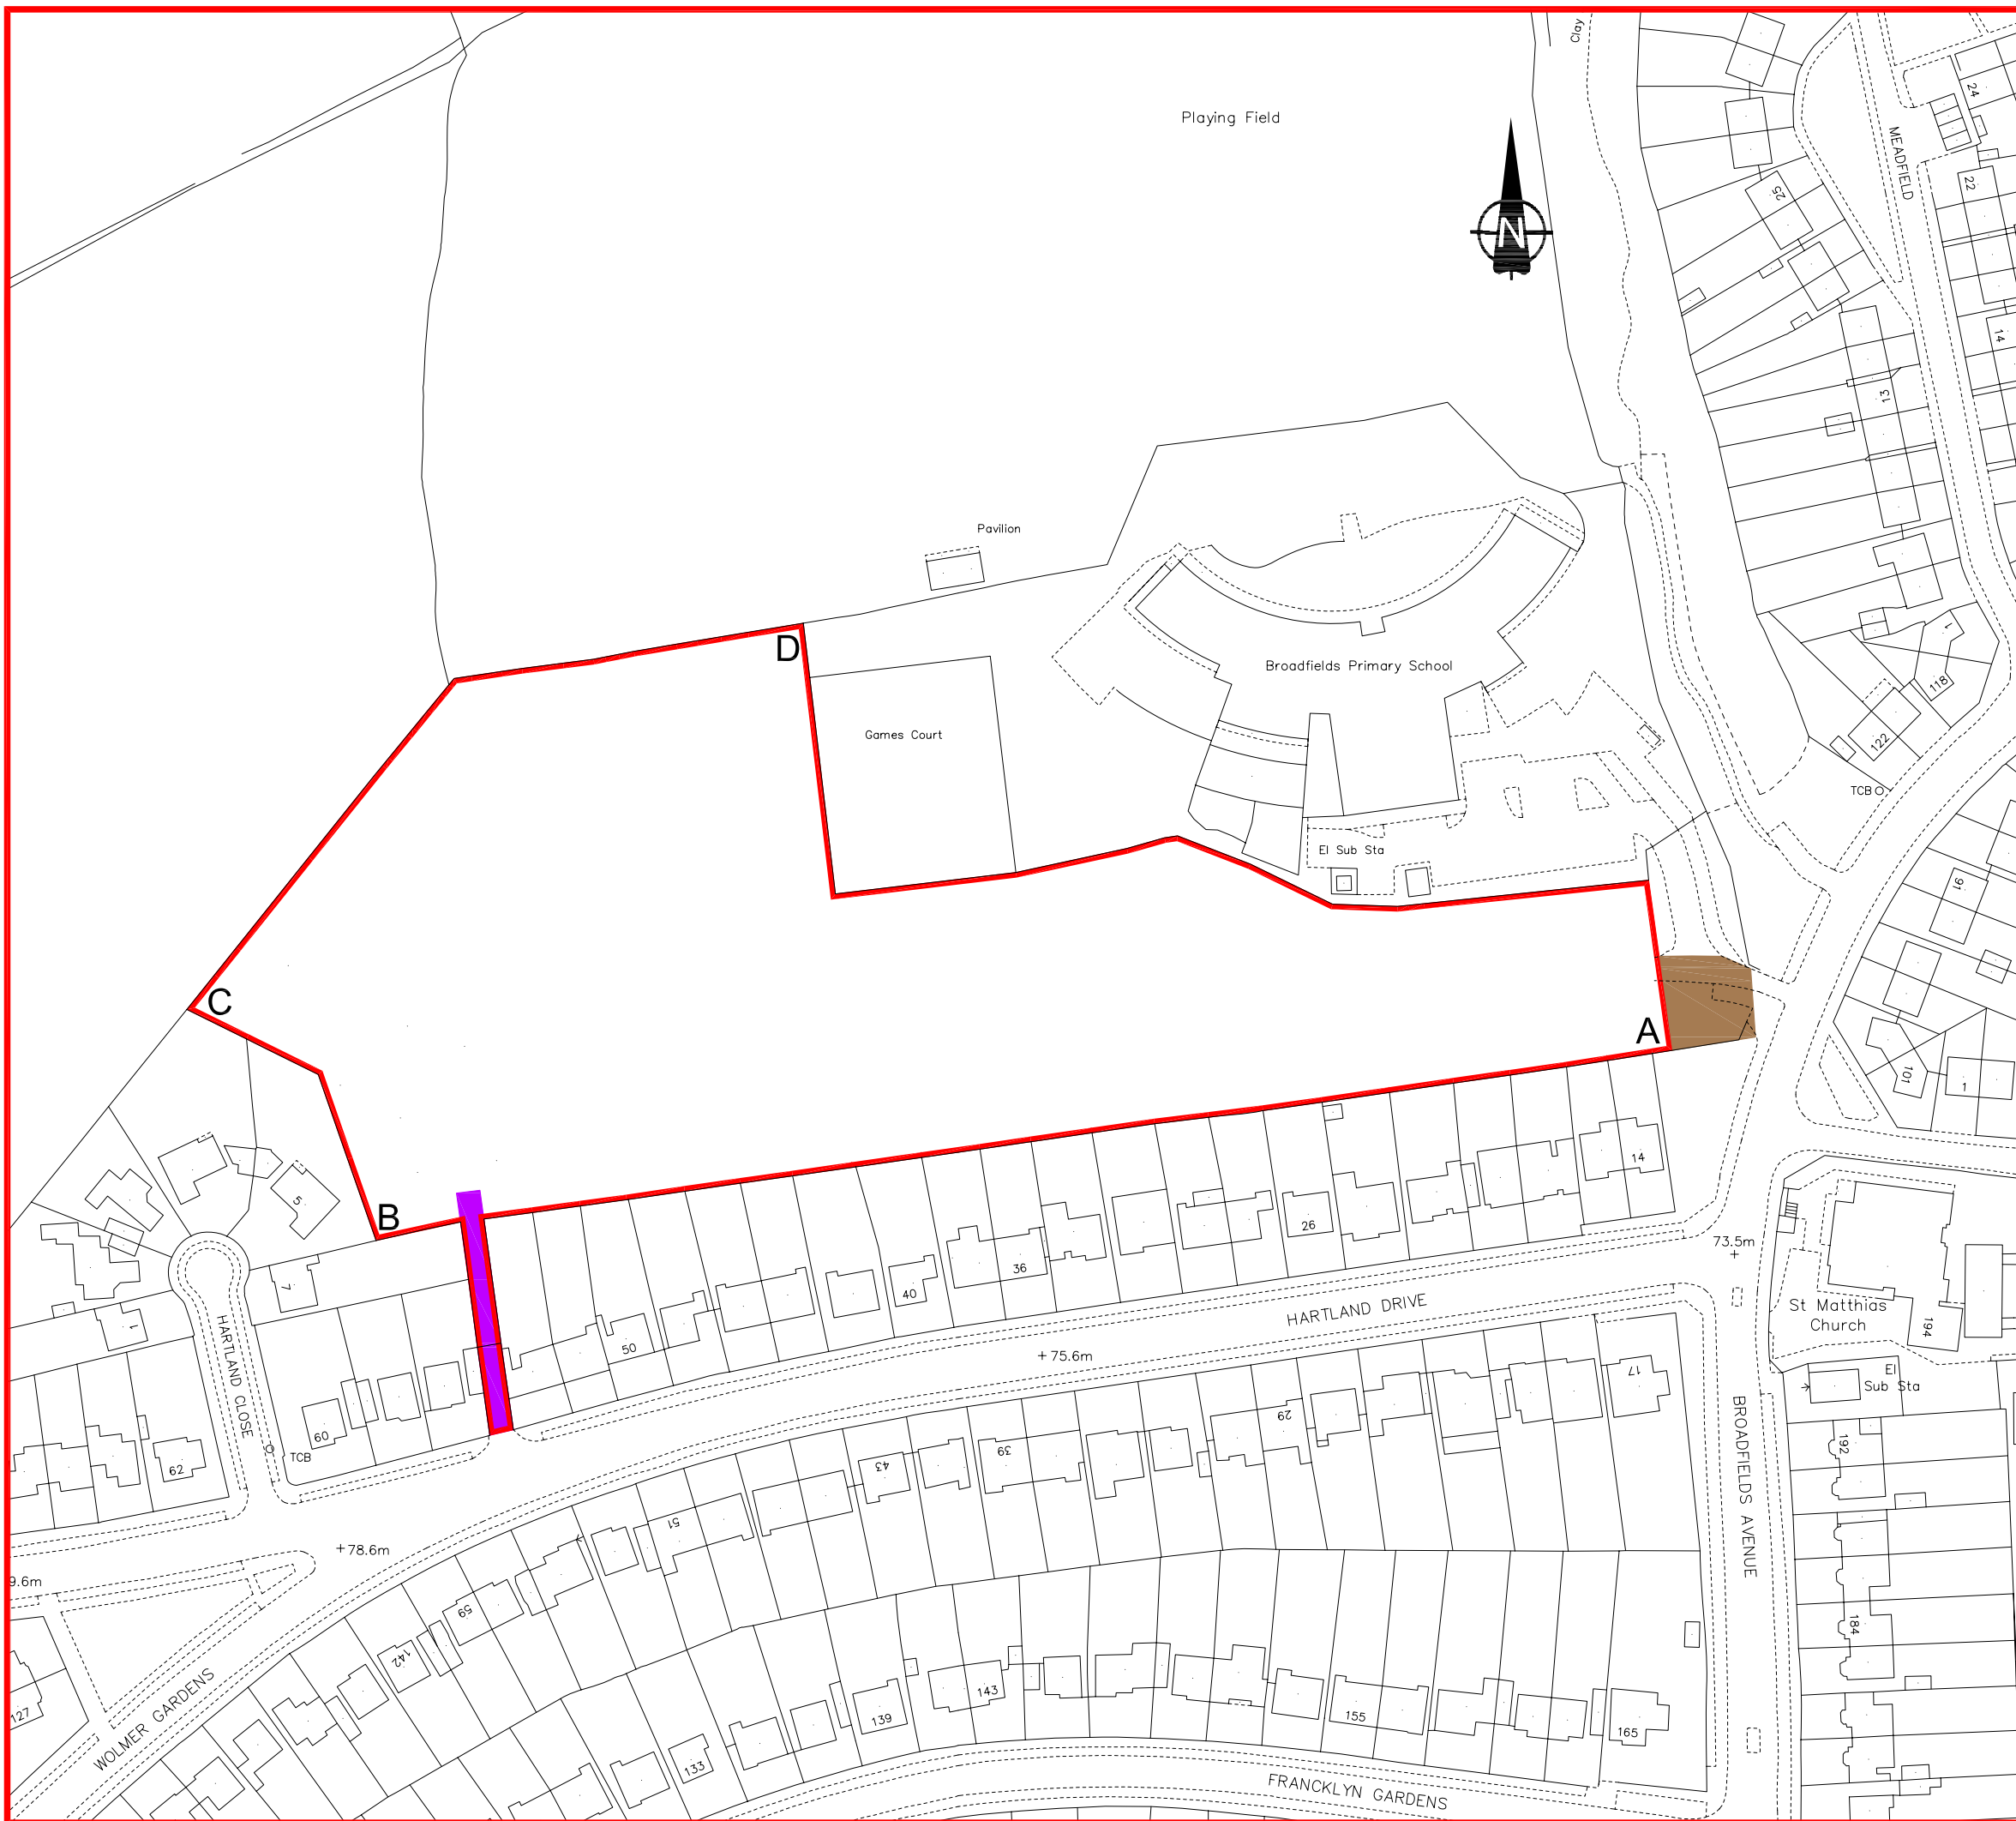 Clay
Playing Field
N
MEADFIELD
24
22
25
14
13
Pavilion
D
Broadfields Primary School
Games Court
1
118
122
TCB
El Sub Sta
91
C
A
101
1
B
5
7
1
14
26
36
40
50
60
62
TCB
HARTLAND CLOSE
HARTLAND DRIVE
73.5m
75.6m
78.6m
9.6m
St Matthias
Church
194
El
Sub Sta
17
29
39
43
51
59
142
BROADFIELDS AVENUE
192
184
127
WOLMER GARDENS
133
139
143
155
165
FRANCKLYN GARDENS